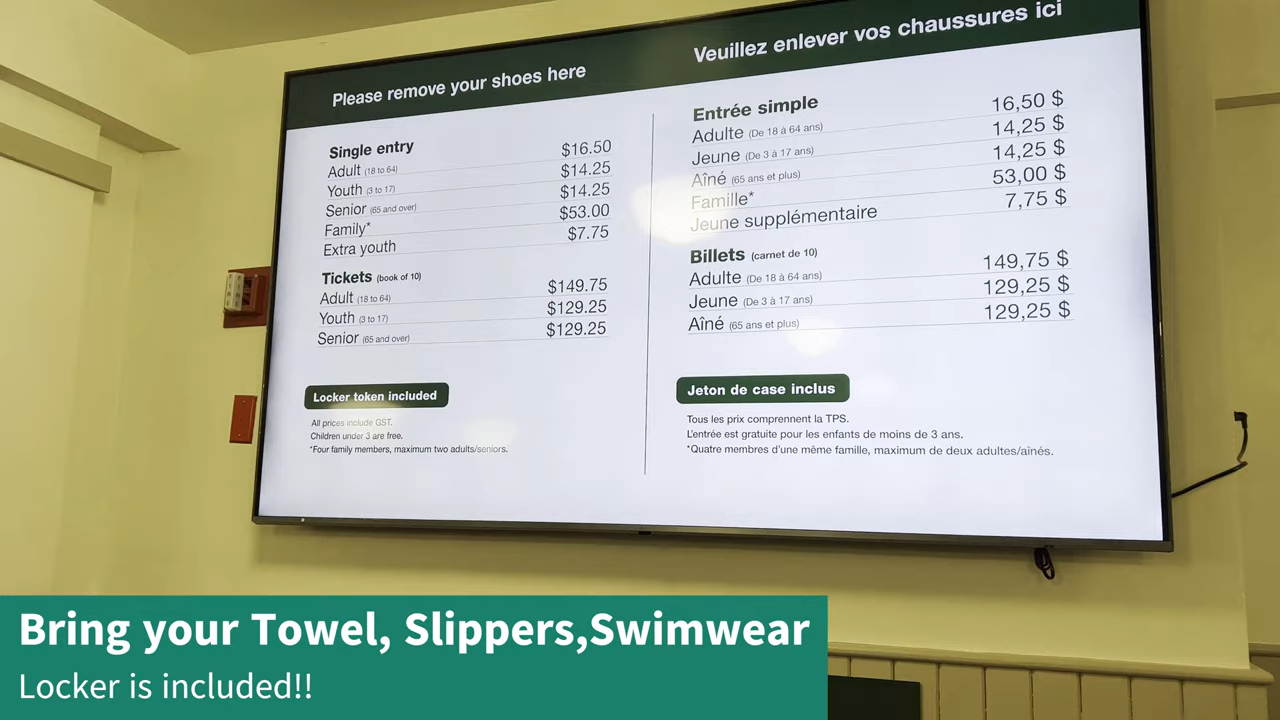 Please remove your shoes here
Single entry
Adult (18 to 64) $16.50
Youth (3 to 17) $14.25
Senior (65 and over) $14.25
Family* $53.00
Extra youth $7.75
Tickets (book of 10)
Adult (18 to 64) $149.75
Youth (3 to 17) $129.25
Senior (65 and over) $129.25
Locker token included
All prices include GST.
Children under 3 are free.
*Four family members, maximum two adults/seniors.
Veuillez enlever vos chaussures ici
Entrée simple
Adulte (De 18 à 64 ans) 16,50 $
Jeune (De 3 à 17 ans) 14,25 $
Aîné (65 ans et plus) 14,25 $
Famille* 53,00 $
Jeune supplémentaire 7,75 $
Billets (carnet de 10)
Adulte (De 18 à 64 ans) 149,75 $
Jeune (De 3 à 17 ans) 129,25 $
Aîné (65 ans et plus) 129,25 $
Jeton de case inclus
Tous les prix comprennent la TPS.
L'entrée est gratuite pour les enfants de moins de 3 ans.
*Quatre membres d'une même famille, maximum de deux adultes/aînés.
Bring your Towel, Slippers,Swimwear
Locker is included!!